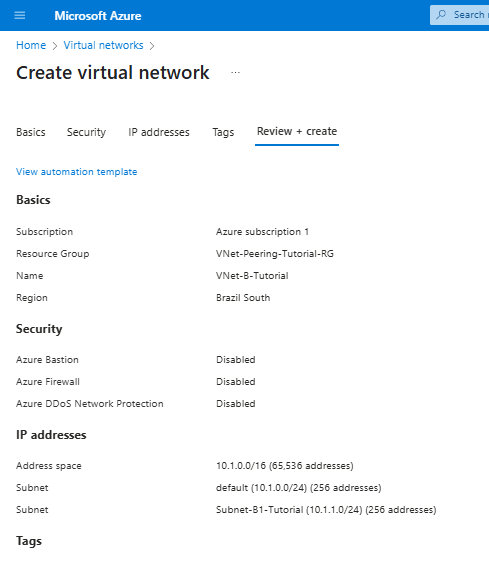 Microsoft Azure
Search r
Home > Virtual networks >
Create virtual network ...
Basics Security IP addresses Tags Review + create
View automation template
Basics
Subscription Azure subscription 1
Resource Group VNet-Peering-Tutorial-RG
Name VNet-B-Tutorial
Region Brazil South
Security
Azure Bastion Disabled
Azure Firewall Disabled
Azure DDoS Network Protection Disabled
IP addresses
Address space 10.1.0.0/16 (65,536 addresses)
Subnet default (10.1.0.0/24) (256 addresses)
Subnet Subnet-B1-Tutorial (10.1.1.0/24) (256 addresses)
Tags